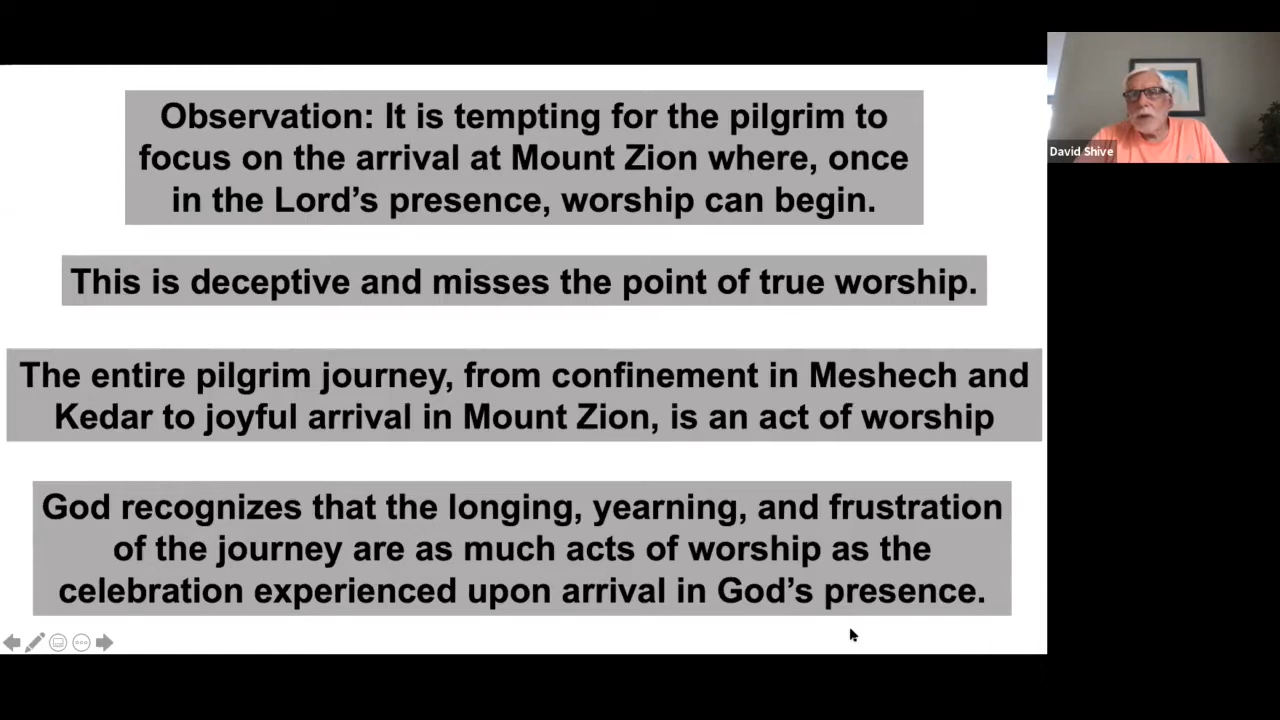 Observation: It is tempting for the pilgrim to
focus on the arrival at Mount Zion where, once
in the Lord’s presence, worship can begin.
This is deceptive and misses the point of true worship.
The entire pilgrim journey, from confinement in Meshech and
Kedar to joyful arrival in Mount Zion, is an act of worship
God recognizes that the longing, yearning, and frustration
of the journey are as much acts of worship as the
celebration experienced upon arrival in God’s presence.
David Shive